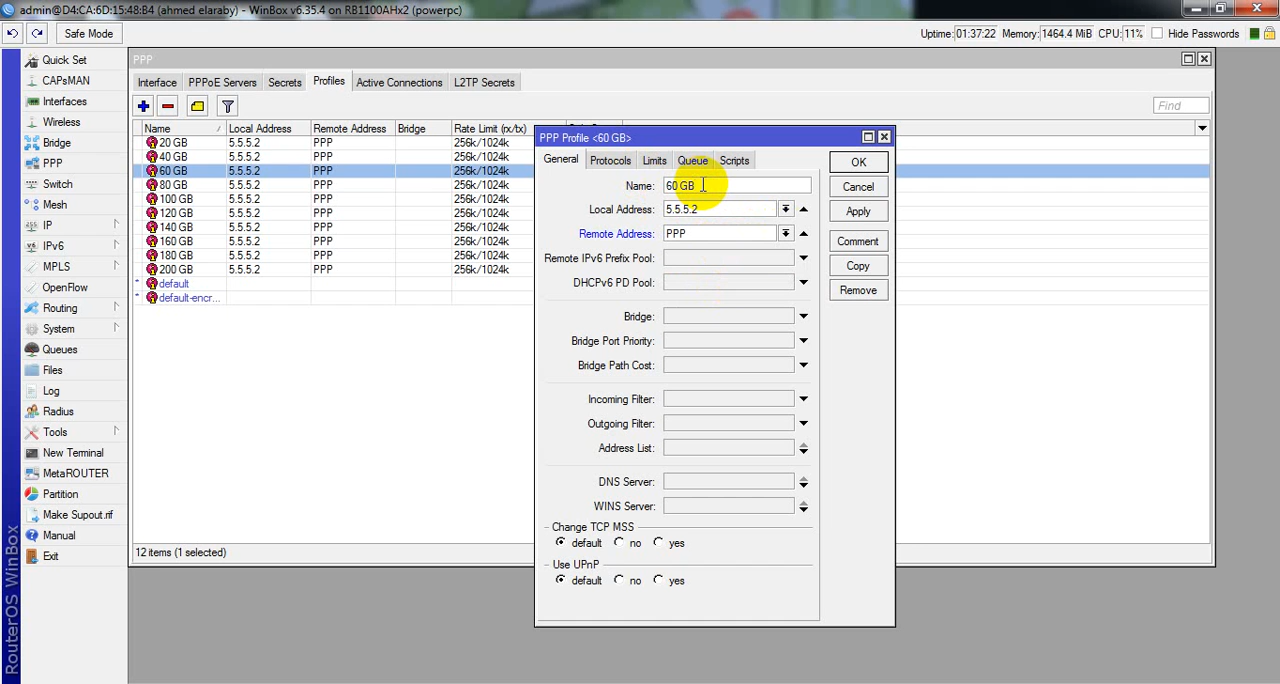 admin@D4:CA:6D:15:48:B4 (ahmed elaraby) - WinBox v6.35.4 on RB1100AHx2 (powerpc)
Safe Mode
Uptime: 01:37:22 Memory: 1464.4 MiB CPU: 11% Hide Passwords
Quick Set
CAPsMAN
Interfaces
Wireless
Bridge
PPP
Switch
Mesh
IP
IPv6
MPLS
OpenFlow
Routing
System
Queues
Files
Log
Radius
Tools
New Terminal
MetaROUTER
Partition
Make Supout.rif
Manual
Exit
RouterOS WinBox
PPP
Interface PPPoE Servers Secrets Profiles Active Connections L2TP Secrets
Find
Name Local Address Remote Address Bridge Rate Limit (rx/tx)
20 GB 5.5.5.2 PPP 256k/1024k
40 GB 5.5.5.2 PPP 256k/1024k
60 GB 5.5.5.2 PPP 256k/1024k
80 GB 5.5.5.2 PPP 256k/1024k
100 GB 5.5.5.2 PPP 256k/1024k
120 GB 5.5.5.2 PPP 256k/1024k
140 GB 5.5.5.2 PPP 256k/1024k
160 GB 5.5.5.2 PPP 256k/1024k
180 GB 5.5.5.2 PPP 256k/1024k
200 GB 5.5.5.2 PPP 256k/1024k
* default
* default-encr...
12 items (1 selected)
PPP Profile <60 GB>
General Protocols Limits Queue Scripts
Name: 60 GB
Local Address: 5.5.5.2
Remote Address: PPP
Remote IPv6 Prefix Pool:
DHCPv6 PD Pool:
Bridge:
Bridge Port Priority:
Bridge Path Cost:
Incoming Filter:
Outgoing Filter:
Address List:
DNS Server:
WINS Server:
Change TCP MSS
default no yes
Use UPnP
default no yes
OK
Cancel
Apply
Comment
Copy
Remove